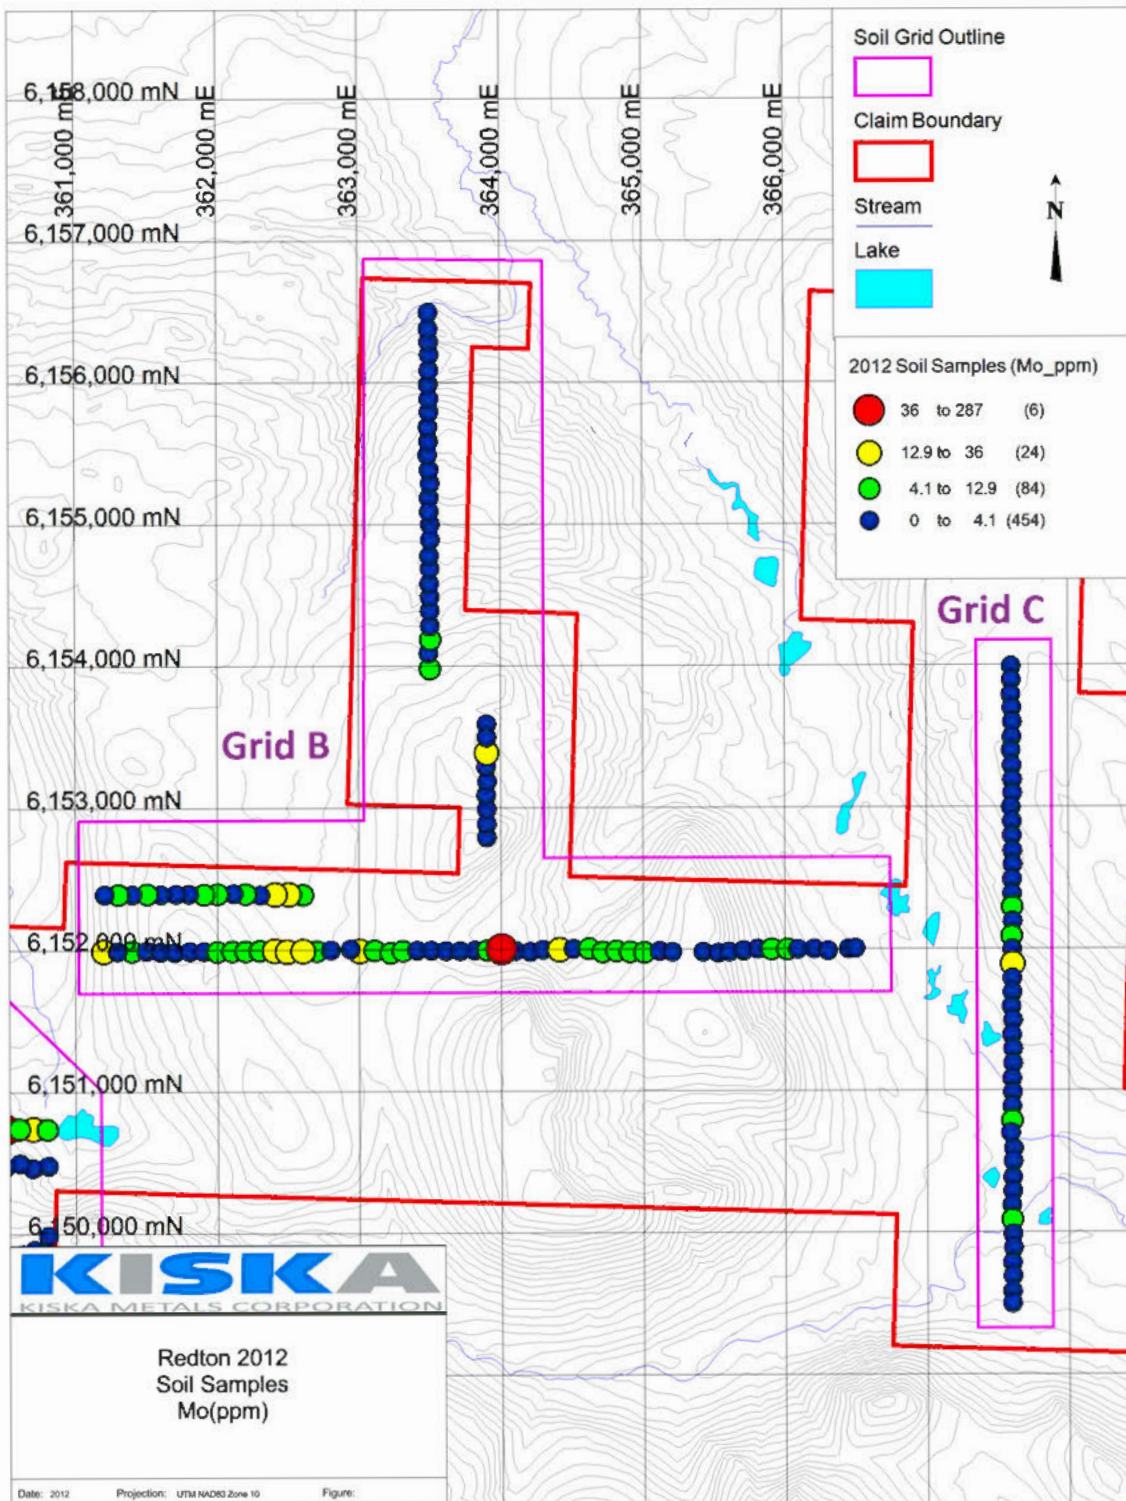 Soil Grid Outline
Claim Boundary
Stream
Lake
N
2012 Soil Samples (Mo_ppm)
36 to 287 (6)
12.9 to 36 (24)
4.1 to 12.9 (84)
0 to 4.1 (454)
361,000 mE
362,000 mE
363,000 mE
364,000 mE
365,000 mE
366,000 mE
6,158,000 mN
6,157,000 mN
6,156,000 mN
6,155,000 mN
6,154,000 mN
6,153,000 mN
6,152,000 mN
6,151,000 mN
6,150,000 mN
Grid B
Grid C
KISKA
KISKA METALS CORPORATION
Redton 2012
Soil Samples
Mo(ppm)
Date: 2012 Projection: UTM NAD83 Zone 10 Figure: